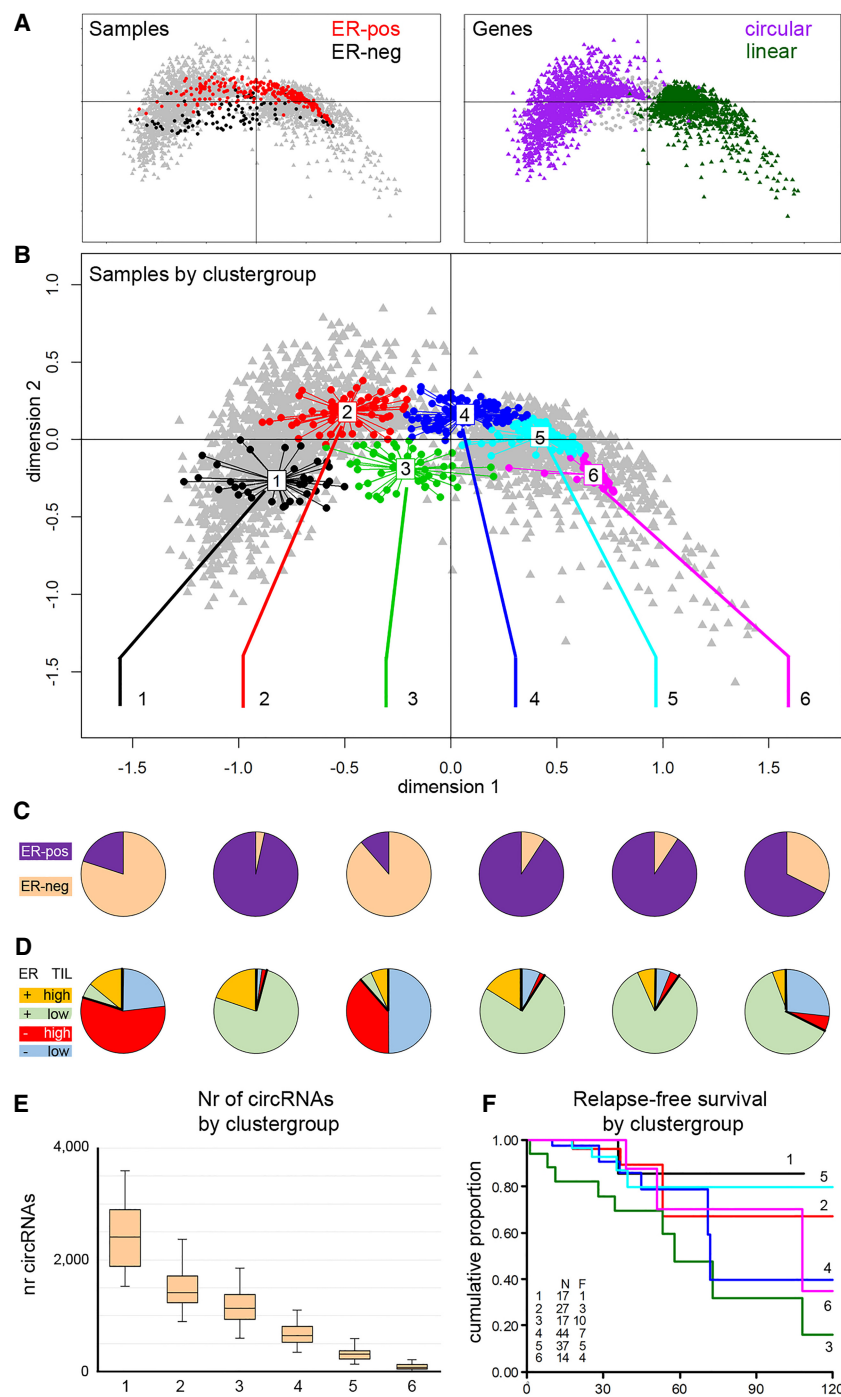 A
Samples
ER-pos
ER-neg
Genes
circular
linear
B
Samples by clustergroup
dimension 2
1.0
0.5
0.0
-0.5
-1.0
-1.5
1
2
3
4
5
6
1
2
3
4
5
6
-1.5
-1.0
-0.5
0.0
0.5
1.0
1.5
dimension 1
C
ER-pos
ER-neg
D
ER TIL
+ high
+ low
- high
- low
E
Nr of circRNAs
by clustergroup
nr circRNAs
4,000
2,000
0
1 2 3 4 5 6
F
Relapse-free survival
by clustergroup
cumulative proportion
1.00
0.80
0.60
0.40
0.20
0.00
1
5
2
4
6
3
N F
1 17 1
2 27 3
3 17 10
4 44 7
5 37 5
6 14 4
0 30 60 90 120